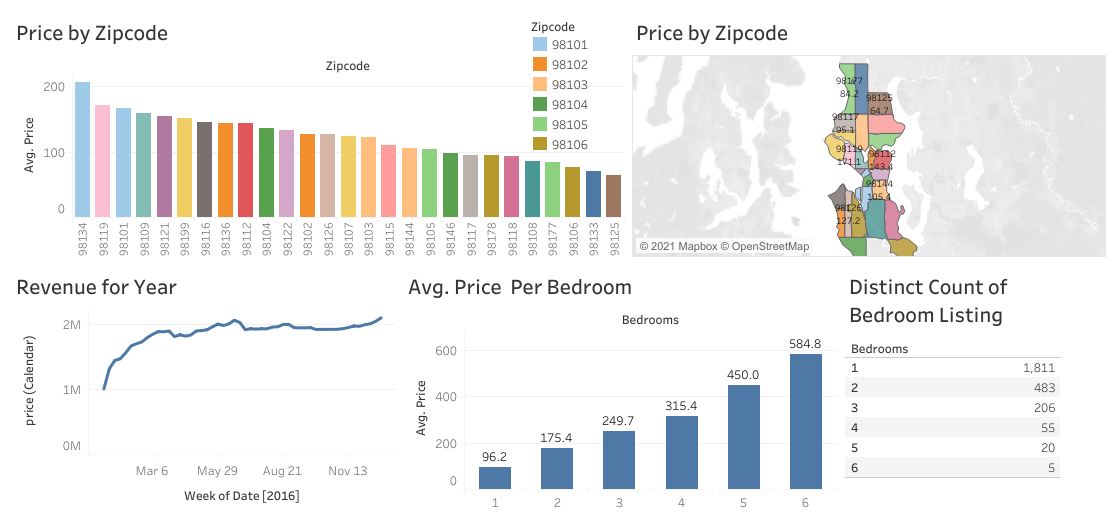 Price by Zipcode
Zipcode
98101
98102
98103
98104
98105
98106
Zipcode
Avg. Price
200
100
0
98134 98119 98101 98109 98121 98199 98116 98136 98112 98104 98122 98102 98126 98107 98103 98115 98144 98105 98146 98117 98178 98118 98108 98177 98106 98133 98125
Price by Zipcode
98177
84.2
98125
64.7
98117
95.1
98119
171.1
98112
143.4
98144
105.4
98126
127.2
© 2021 Mapbox © OpenStreetMap
Revenue for Year
price (Calendar)
2M
1M
0M
Mar 6 May 29 Aug 21 Nov 13
Week of Date [2016]
Avg. Price Per Bedroom
Bedrooms
Avg. Price
600
400
200
0
96.2
175.4
249.7
315.4
450.0
584.8
1 2 3 4 5 6
Distinct Count of
Bedroom Listing
Bedrooms
1 1,811
2 483
3 206
4 55
5 20
6 5